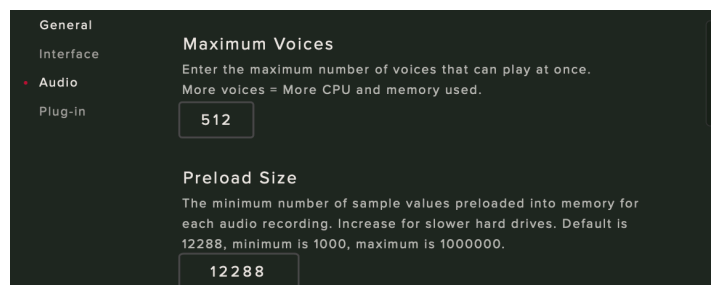 General
Interface
Audio
Plug-in
Maximum Voices
Enter the maximum number of voices that can play at once.
More voices = More CPU and memory used.
512
Preload Size
The minimum number of sample values preloaded into memory for
each audio recording. Increase for slower hard drives. Default is
12288, minimum is 1000, maximum is 1000000.
12288